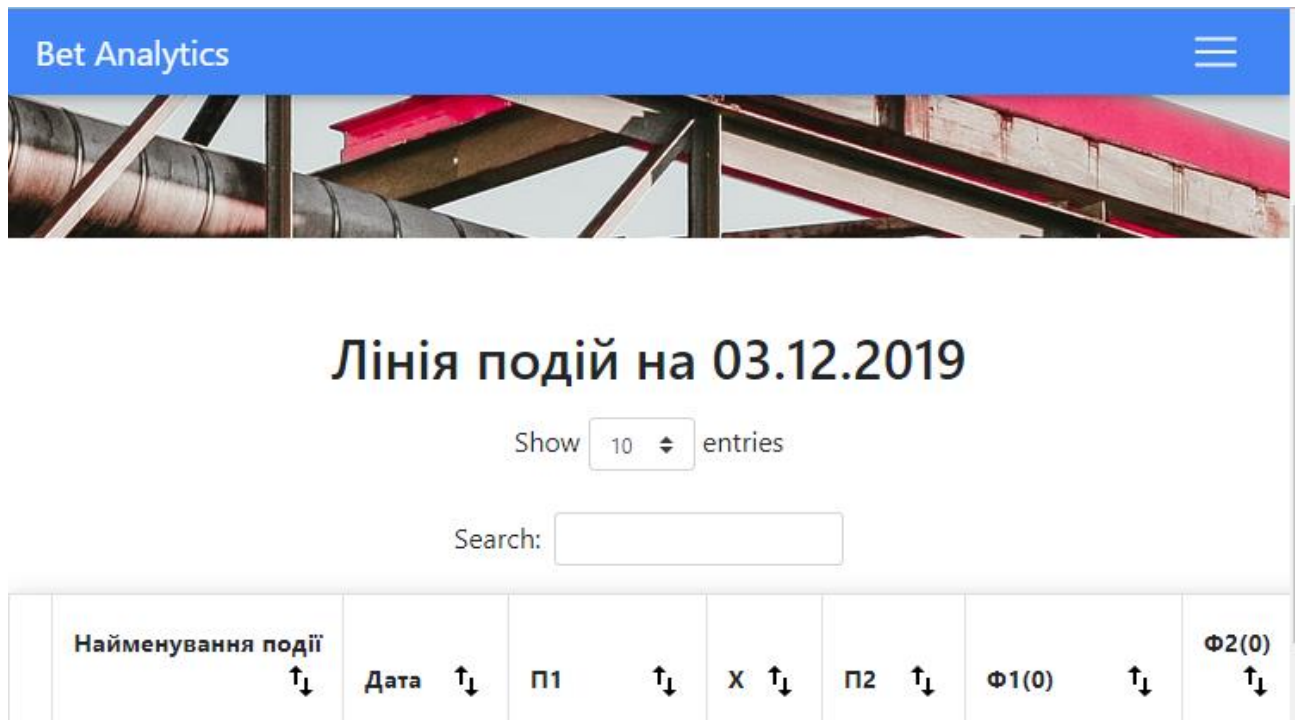 Bet Analytics
Лінія подій на 03.12.2019
Show 10 entries
Search:
Найменування події
Дата
П1
Х
П2
Ф1(0)
Ф2(0)